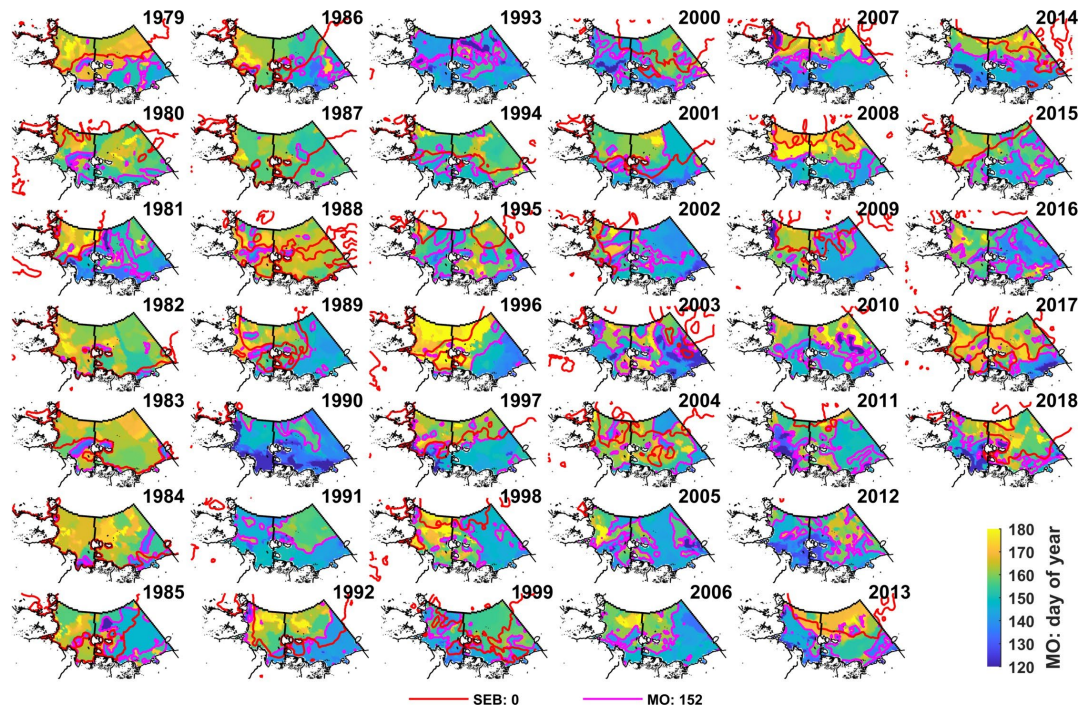 1979 1986 1993 2000 2007 2014
1980 1987 1994 2001 2008 2015
1981 1988 1995 2002 2009 2016
1982 1989 1996 2003 2010 2017
1983 1990 1997 2004 2011 2018
1984 1991 1998 2005 2012
1985 1992 1999 2006 2013
180
170
160
150
140
130
120
MO: day of year
SEB: 0 MO: 152